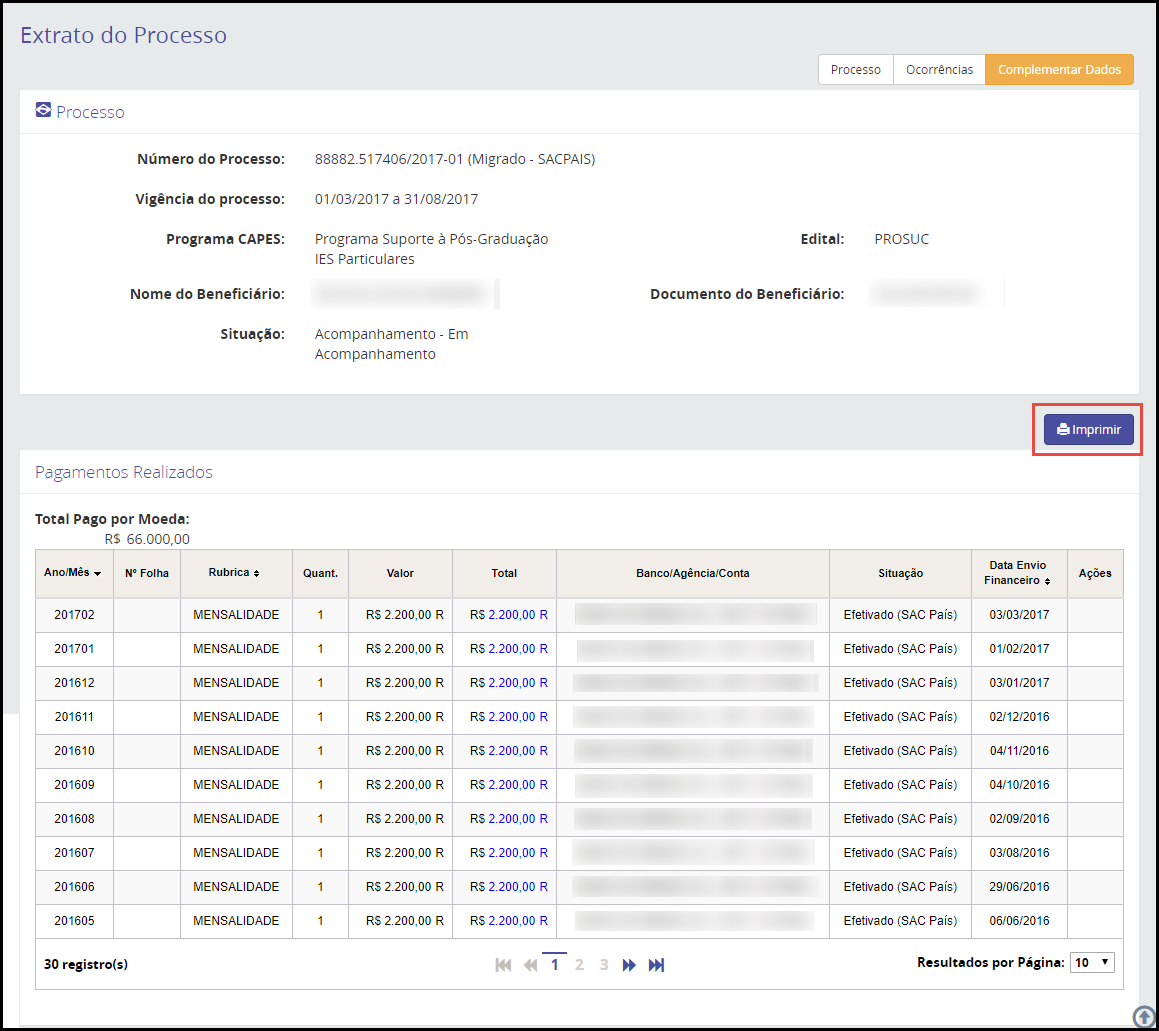 Extrato do Processo
Processo Ocorrências Complementar Dados
Processo
Número do Processo: 88882.517406/2017-01 (Migrado - SACPAIS)
Vigência do processo: 01/03/2017 a 31/08/2017
Programa CAPES: Programa Suporte à Pós-Graduação Edital: PROSUC
IES Particulares
Nome do Beneficiário: Documento do Beneficiário:
Situação: Acompanhamento - Em
Acompanhamento
Imprimir
Pagamentos Realizados
Total Pago por Moeda:
R$ 66.000,00
Ano/Mês Nº Folha Rubrica Quant. Valor Total Banco/Agência/Conta Situação Data Envio Financeiro Ações
201702 MENSALIDADE 1 R$ 2.200,00 R R$ 2.200,00 R Efetivado (SAC País) 03/03/2017
201701 MENSALIDADE 1 R$ 2.200,00 R R$ 2.200,00 R Efetivado (SAC País) 01/02/2017
201612 MENSALIDADE 1 R$ 2.200,00 R R$ 2.200,00 R Efetivado (SAC País) 03/01/2017
201611 MENSALIDADE 1 R$ 2.200,00 R R$ 2.200,00 R Efetivado (SAC País) 02/12/2016
201610 MENSALIDADE 1 R$ 2.200,00 R R$ 2.200,00 R Efetivado (SAC País) 04/11/2016
201609 MENSALIDADE 1 R$ 2.200,00 R R$ 2.200,00 R Efetivado (SAC País) 04/10/2016
201608 MENSALIDADE 1 R$ 2.200,00 R R$ 2.200,00 R Efetivado (SAC País) 02/09/2016
201607 MENSALIDADE 1 R$ 2.200,00 R R$ 2.200,00 R Efetivado (SAC País) 03/08/2016
201606 MENSALIDADE 1 R$ 2.200,00 R R$ 2.200,00 R Efetivado (SAC País) 29/06/2016
201605 MENSALIDADE 1 R$ 2.200,00 R R$ 2.200,00 R Efetivado (SAC País) 06/06/2016
30 registro(s) 1 2 3 Resultados por Página: 10